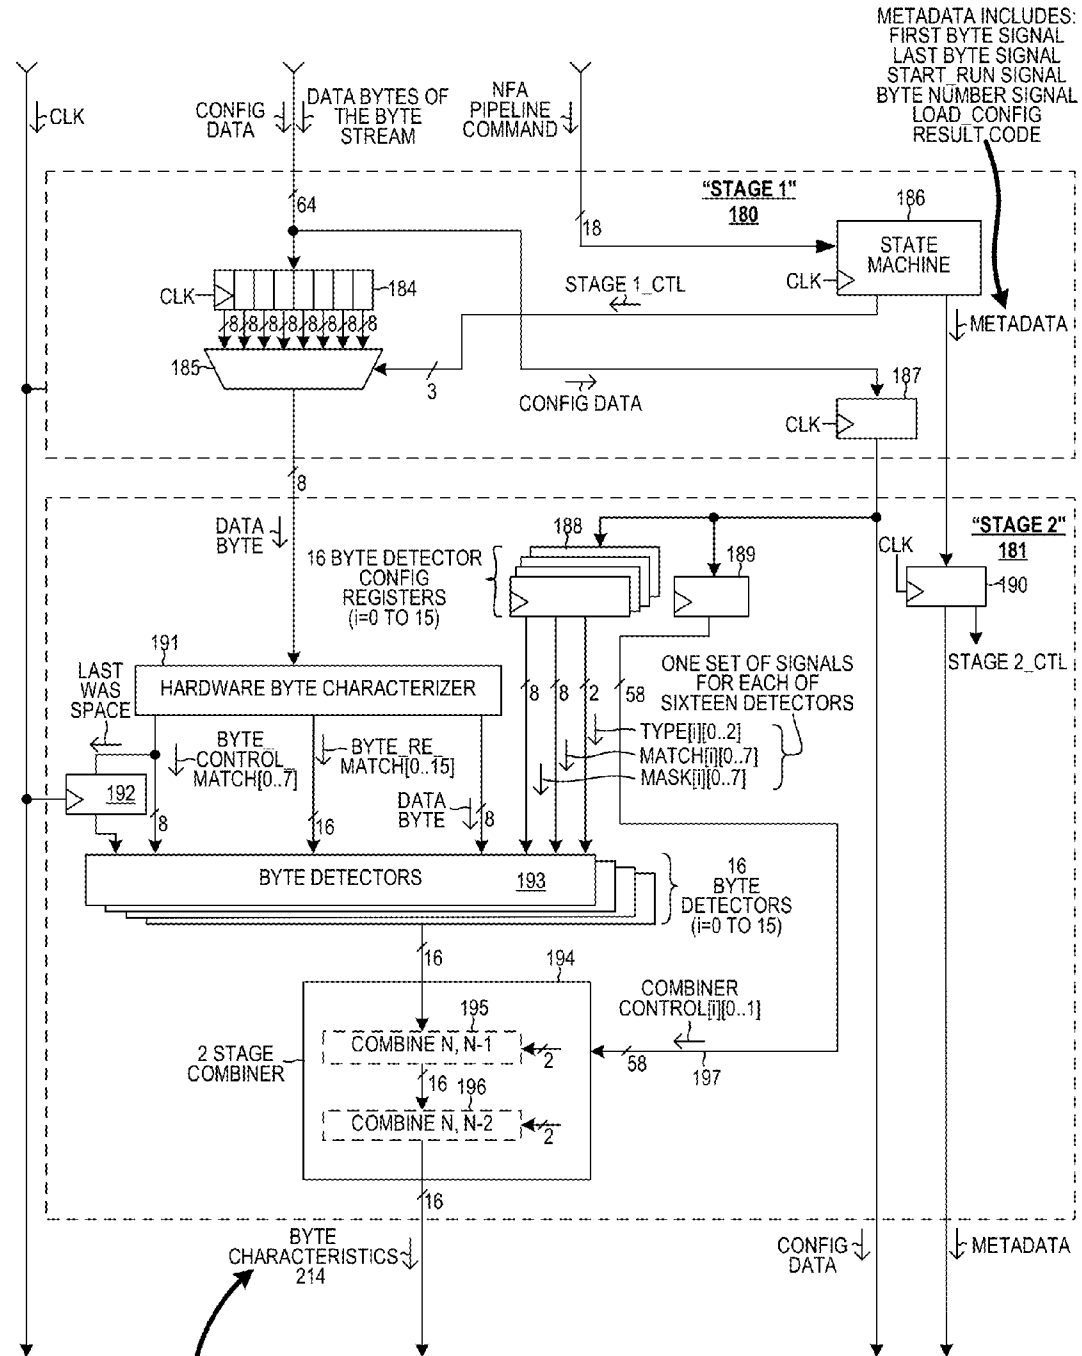 METADATA INCLUDES:
FIRST BYTE SIGNAL
LAST BYTE SIGNAL
START_RUN SIGNAL
BYTE NUMBER SIGNAL
LOAD_CONFIG
RESULT CODE
CLK
CONFIG
DATA
DATA BYTES OF
THE BYTE
STREAM
NFA
PIPELINE
COMMAND
"STAGE 1"
180
64
18
186
STATE
MACHINE
CLK
184
CLK
STAGE 1_CTL
METADATA
8 8 8 8 8 8 8 8
185
3
187
CONFIG DATA
CLK
8
DATA
BYTE
188
16 BYTE DETECTOR
CONFIG
REGISTERS
(i=0 TO 15)
189
"STAGE 2"
181
CLK
190
STAGE 2_CTL
191
HARDWARE BYTE CHARACTERIZER
LAST
WAS
SPACE
8 8 2 58
ONE SET OF SIGNALS
FOR EACH OF
SIXTEEN DETECTORS
TYPE[i][0..2]
MATCH[i][0..7]
MASK[i][0..7]
BYTE_
CONTROL_
MATCH[0..7]
BYTE_RE_
MATCH[0..15]
192
DATA
BYTE
8
16
8
BYTE DETECTORS 193
16
BYTE
DETECTORS
(i=0 TO 15)
16
194
COMBINER
CONTROL[i][0..1]
195
COMBINE N, N-1
2
2 STAGE
COMBINER
58
197
16
196
COMBINE N, N-2
2
16
BYTE
CHARACTERISTICS
214
CONFIG
DATA
METADATA